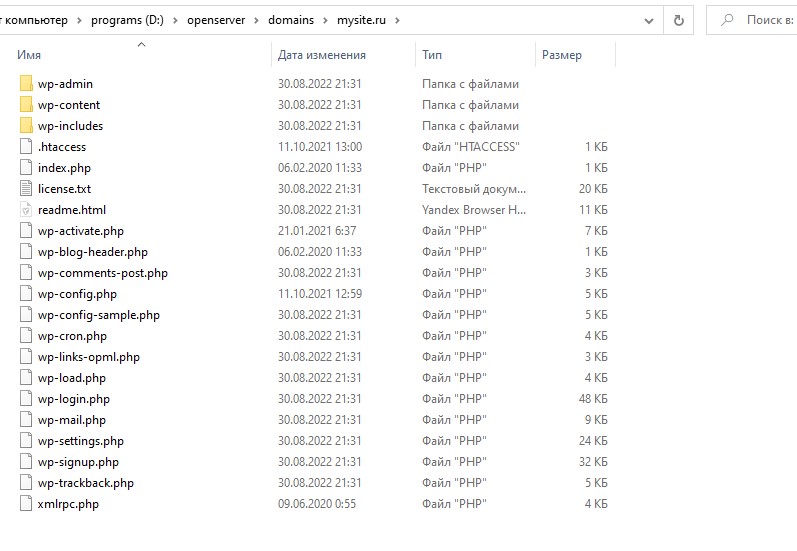 т компьютер › programs (D:) › openserver › domains › mysite.ru ›
Поиск в:
Имя Дата изменения Тип Размер
wp-admin 30.08.2022 21:31 Папка с файлами
wp-content 30.08.2022 21:31 Папка с файлами
wp-includes 30.08.2022 21:31 Папка с файлами
.htaccess 11.10.2021 13:00 Файл "HTACCESS" 1 КБ
index.php 06.02.2020 11:33 Файл "PHP" 1 КБ
license.txt 30.08.2022 21:31 Текстовый докум... 20 КБ
readme.html 30.08.2022 21:31 Yandex Browser H... 11 КБ
wp-activate.php 21.01.2021 6:37 Файл "PHP" 7 КБ
wp-blog-header.php 06.02.2020 11:33 Файл "PHP" 1 КБ
wp-comments-post.php 30.08.2022 21:31 Файл "PHP" 3 КБ
wp-config.php 11.10.2021 12:59 Файл "PHP" 5 КБ
wp-config-sample.php 30.08.2022 21:31 Файл "PHP" 5 КБ
wp-cron.php 30.08.2022 21:31 Файл "PHP" 4 КБ
wp-links-opml.php 30.08.2022 21:31 Файл "PHP" 3 КБ
wp-load.php 30.08.2022 21:31 Файл "PHP" 4 КБ
wp-login.php 30.08.2022 21:31 Файл "PHP" 48 КБ
wp-mail.php 30.08.2022 21:31 Файл "PHP" 9 КБ
wp-settings.php 30.08.2022 21:31 Файл "PHP" 24 КБ
wp-signup.php 30.08.2022 21:31 Файл "PHP" 32 КБ
wp-trackback.php 30.08.2022 21:31 Файл "PHP" 5 КБ
xmlrpc.php 09.06.2020 0:55 Файл "PHP" 4 КБ